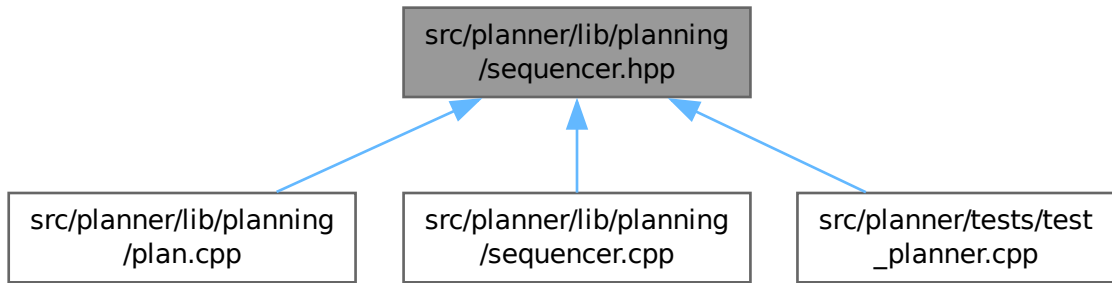 src/planner/lib/planning
/sequencer.hpp
src/planner/lib/planning
/plan.cpp
src/planner/lib/planning
/sequencer.cpp
src/planner/tests/test
_planner.cpp